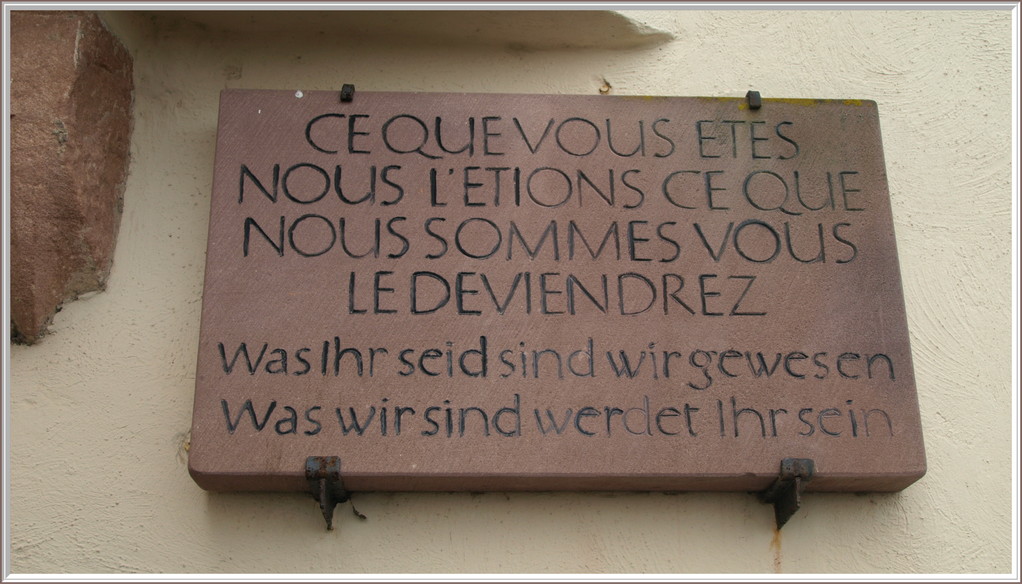 CE QUE VOUS ETES
NOUS L'ETIONS CE QUE
NOUS SOMMES VOUS
LE DEVIENDREZ
Was Ihr seid sind wir gewesen
Was wir sind werdet Ihr sein